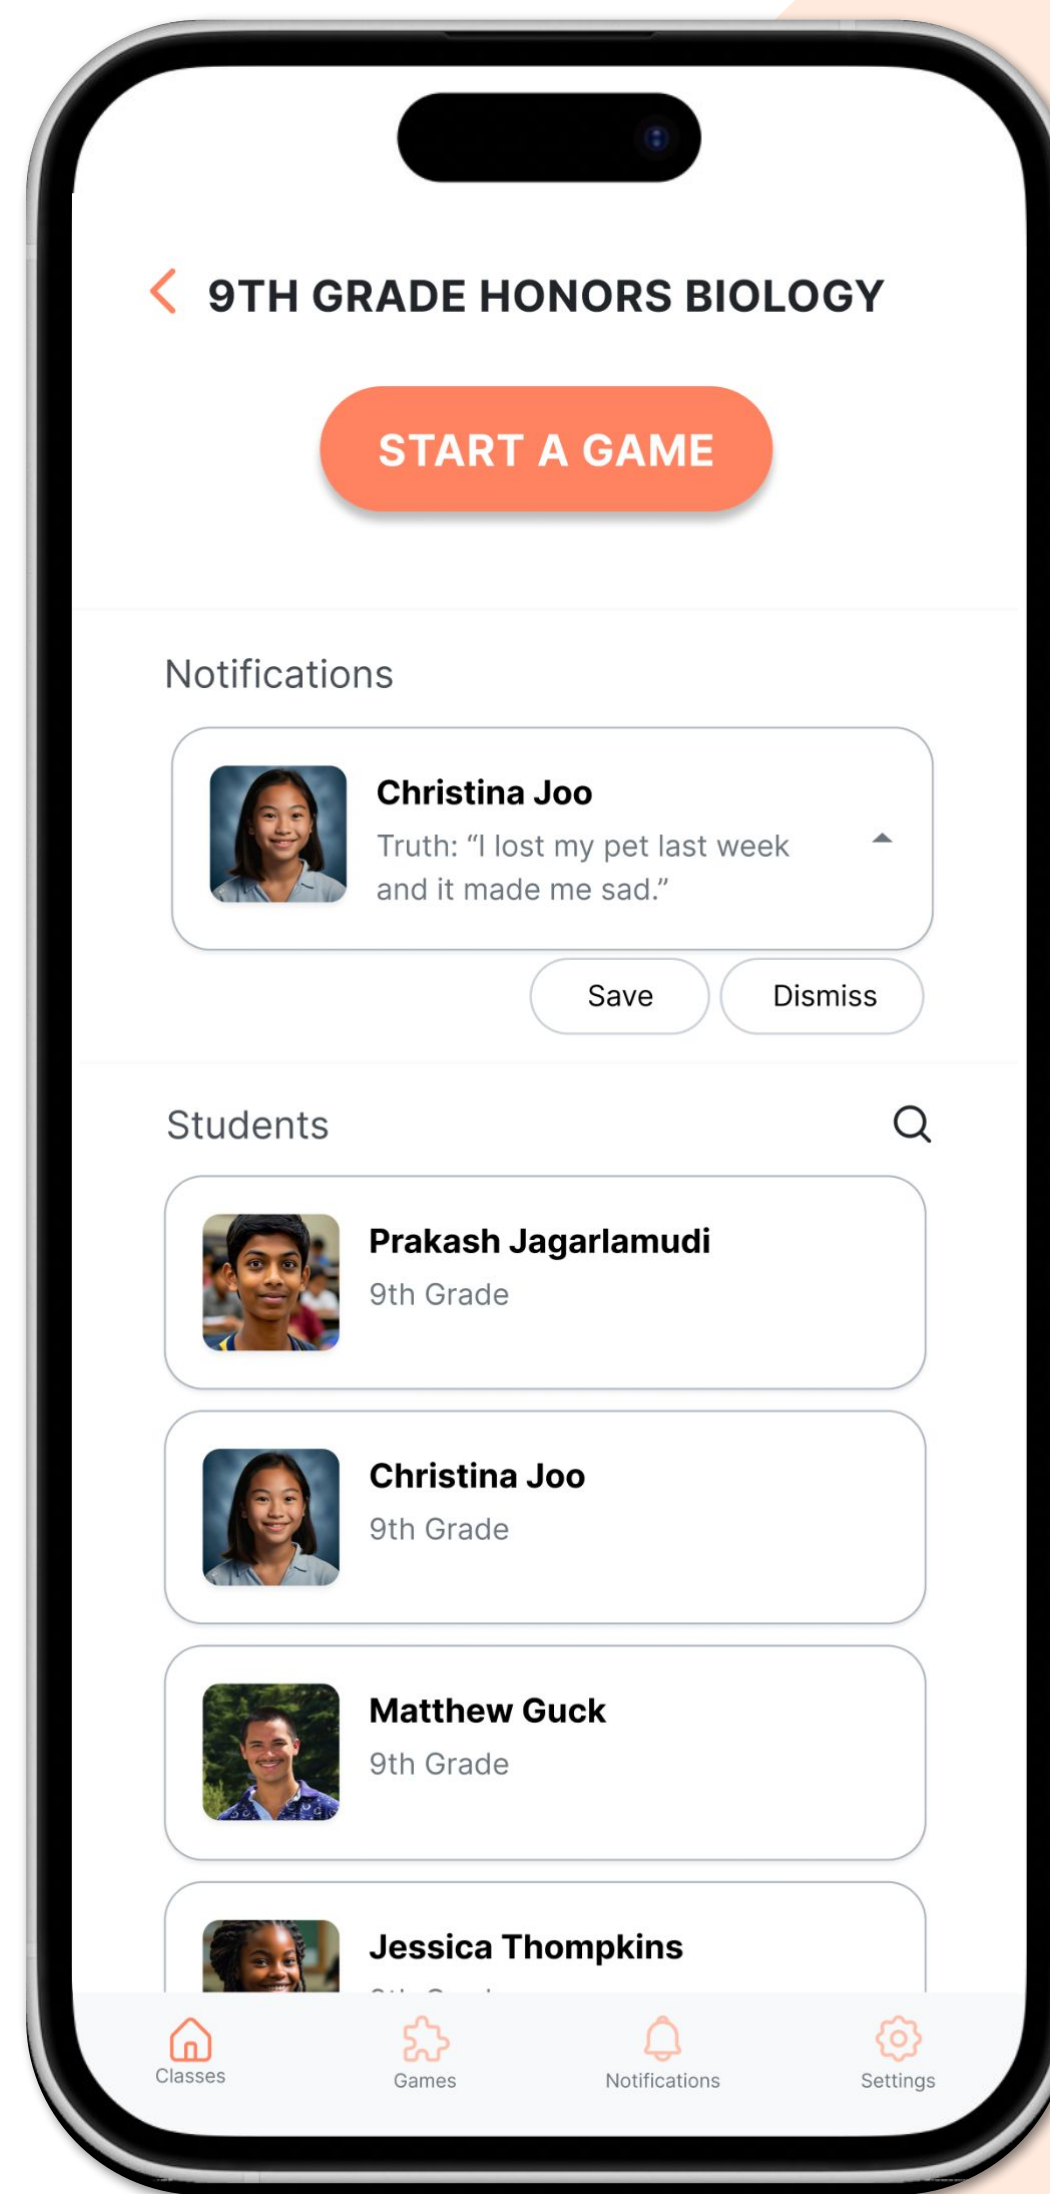 9TH GRADE HONORS BIOLOGY
START A GAME
Notifications
Christina Joo
Truth: “I lost my pet last week
and it made me sad.”
Save
Dismiss
Students
Prakash Jagarlamudi
9th Grade
Christina Joo
9th Grade
Matthew Guck
9th Grade
Jessica Thompkins
Classes
Games
Notifications
Settings